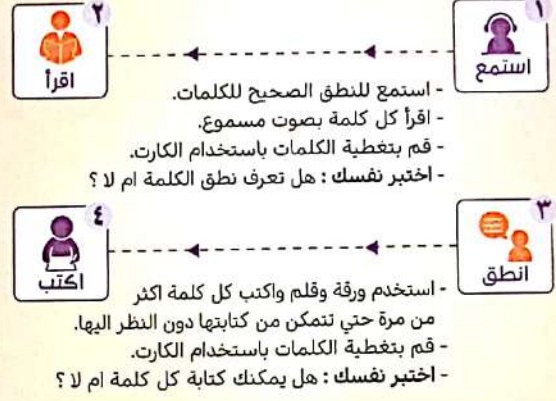 ١
استمع
٢
اقرأ
- استمع للنطق الصحيح للكلمات.
- اقرأ كل كلمة بصوت مسموع.
- قم بتغطية الكلمات باستخدام الكارت.
- اختبر نفسك : هل تعرف نطق الكلمة ام لا ؟
٣
انطق
٤
اكتب
- استخدم ورقة وقلم واكتب كل كلمة اكثر
من مرة حتي تتمكن من كتابتها دون النظر اليها.
- قم بتغطية الكلمات باستخدام الكارت.
- اختبر نفسك : هل يمكنك كتابة كل كلمة ام لا ؟